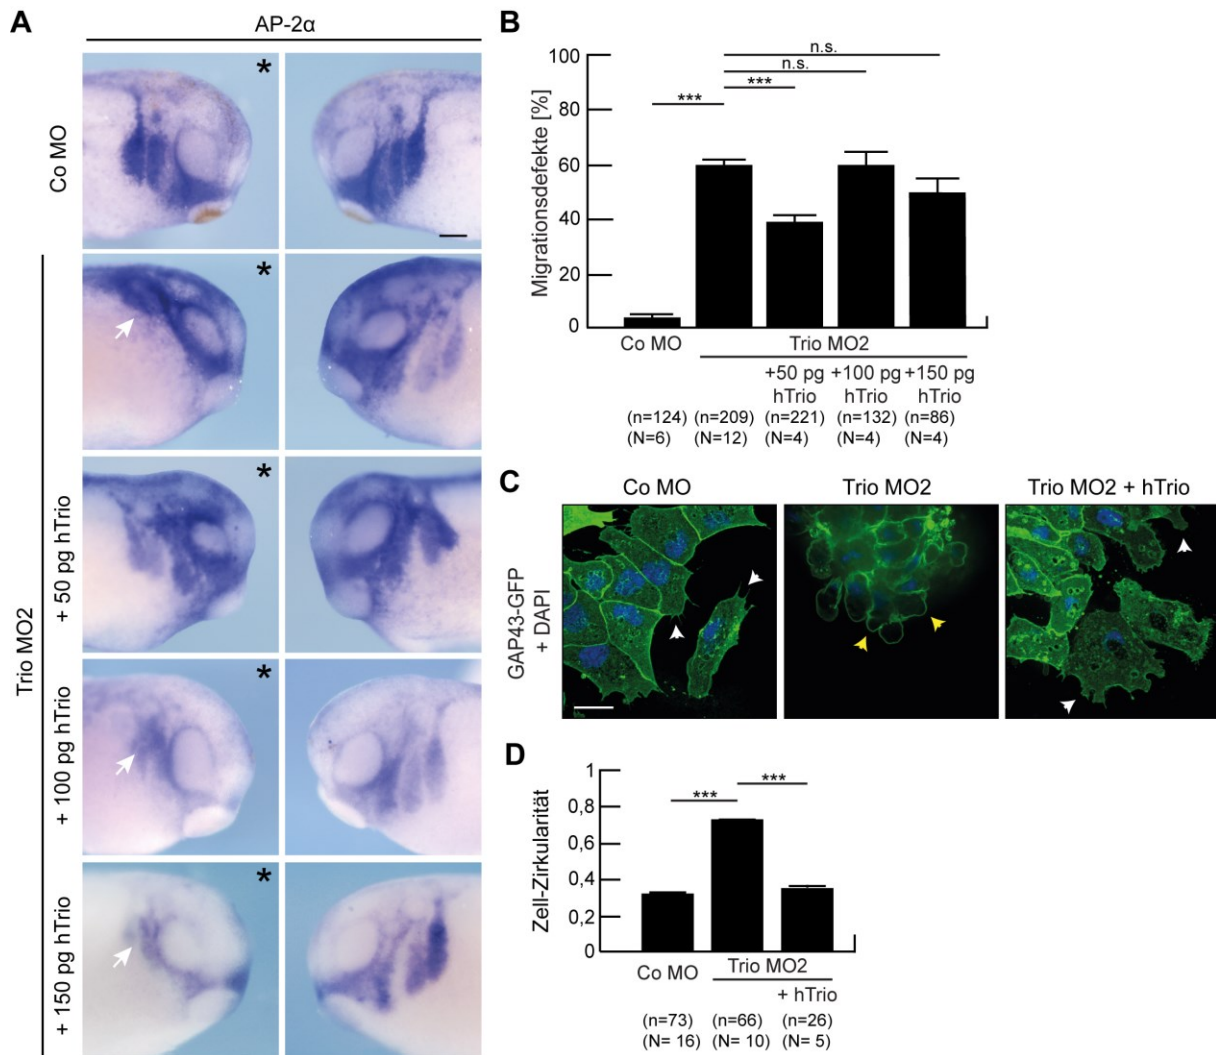 A
AP-2α
Co MO
*
*
Trio MO2
+ 50 pg hTrio
*
+ 100 pg hTrio
*
+ 150 pg hTrio
*
B
Migrationsdefekte [%]
100
80
60
40
20
0
n.s.
n.s.
*** ***
Co MO Trio MO2
+50 pg +100 pg +150 pg
hTrio hTrio hTrio
(n=124) (n=209) (n=221) (n=132) (n=86)
(N=6) (N=12) (N=4) (N=4) (N=4)
C
Co MO Trio MO2 Trio MO2 + hTrio
GAP43-GFP
+ DAPI
D
Zell-Zirkularität
1
0,8
0,6
0,4
0,2
0
*** ***
Co MO Trio MO2
+ hTrio
(n=73) (n=66) (n=26)
(N= 16) (N= 10) (N= 5)